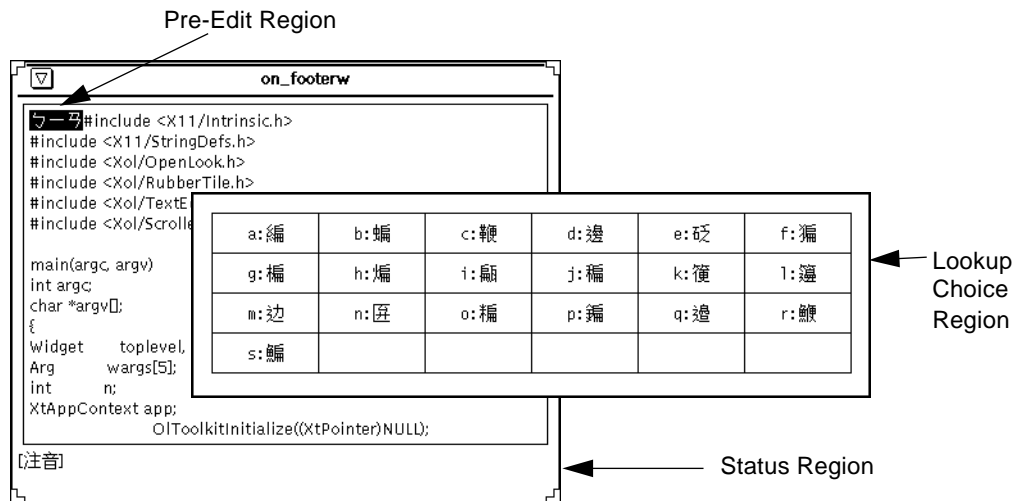 Pre-Edit Region
on_footerw
ㄅㄧㄢ#include <X11/Intrinsic.h>
#include <X11/StringDefs.h>
#include <Xol/OpenLook.h>
#include <Xol/RubberTile.h>
#include <Xol/TextE
#include <Xol/Scrolle
main(argc, argv)
int argc;
char *argv[];
{
Widget toplevel,
Arg wargs[5];
int n;
XtAppContext app;
OlToolkitInitialize((XtPointer)NULL);
[注音]
a:編 b:蝙 c:鞭 d:邊 e:砭 f:猵
g:楄 h:煸 i:甂 j:稨 k:箯 l:籩
m:边 n:匥 o:糄 p:鍽 q:邉 r:鯾
s:鯿
Lookup
Choice
Region
Status Region